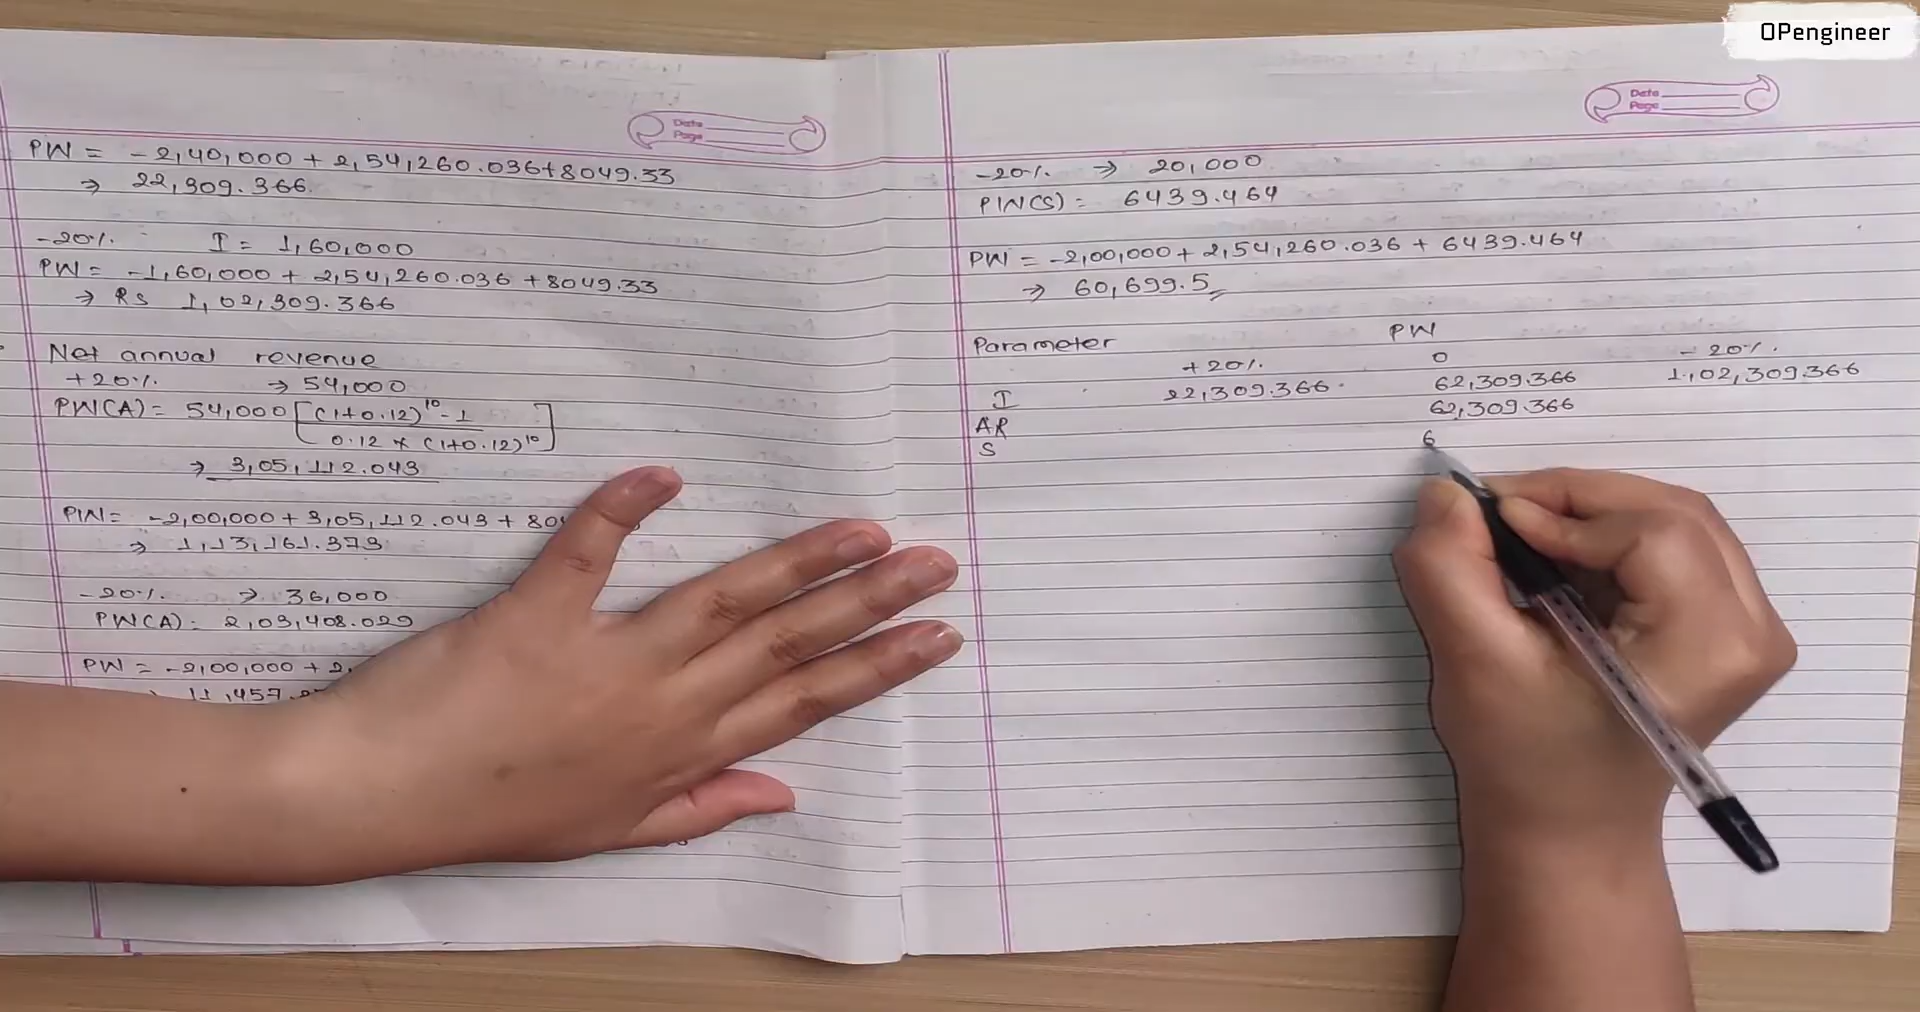 OPengineer
Date
Page
PW = -2,40,000 + 2,54,260.036+8049.33
→ 22,309.366.
-20%. I = 1,60,000
PW = -1,60,000 + 2,54,260.036 +8049.33
→ RS 1,02,309.366
Net annual revenue
+20%. → 54,000
PW(A) = 54,000 [(1+0.12)^10 - 1
0.12 × (1+0.12)^10]
→ 3,05,112.043
PW = -2,00,000 + 3,05,112.043 +
→ 1,13,161.373
-20%. → 36,000
PW(A) = 2,03,408.029
PW = -2,00,000 + 2,
Date
Page
-20%. → 20,000
PW(S) = 6439.464
PW = -2,00,000 + 2,54,260.036 + 6439.464
→ 60,699.5
Parameter PW
+20%. 0 -20%.
I 22,309.366. 62,309.366 1,02,309.366
AR 62,309.366
S 6